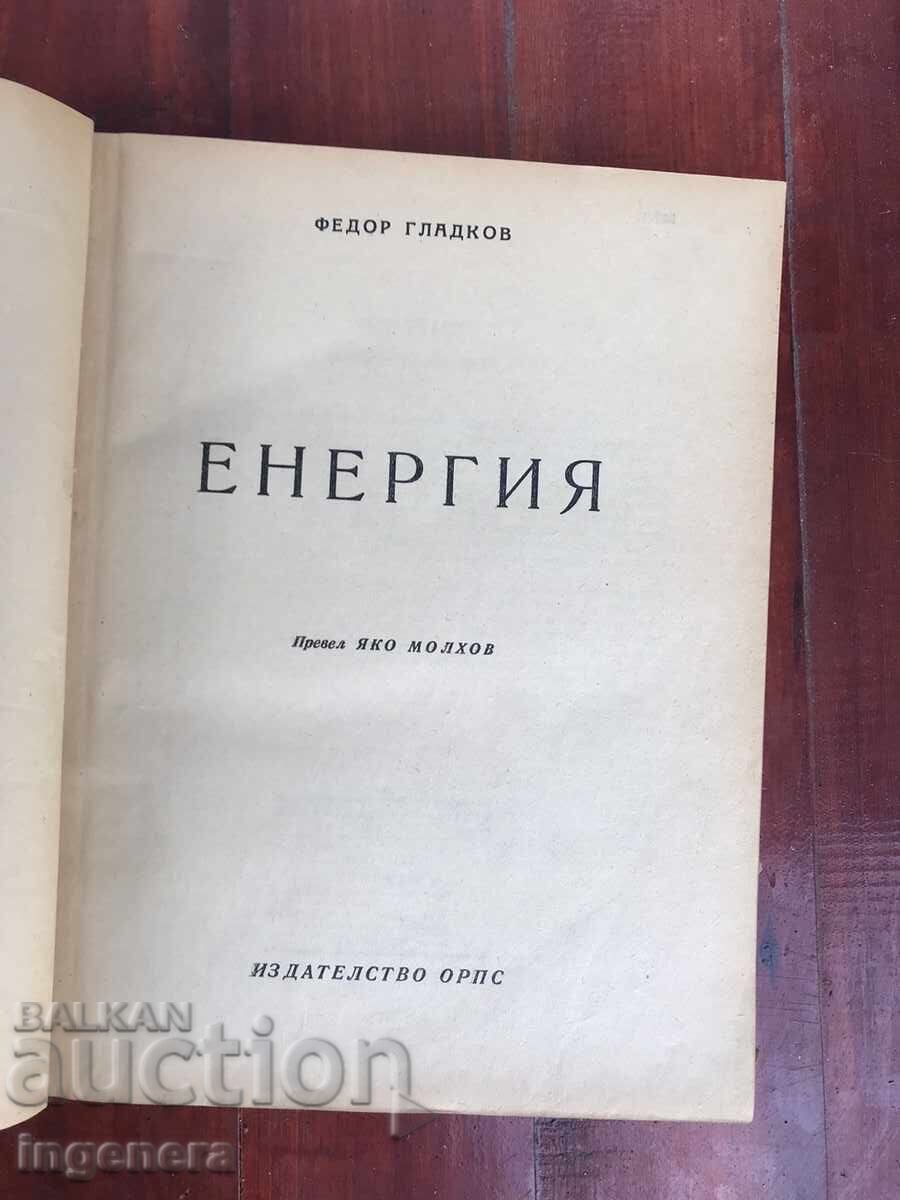 ФЕДОР ГЛАДКОВ
ЕНЕРГИЯ
Превел ЯКО МОЛХОВ
ИЗДАТЕЛСТВО ОРПС
BALKAN
auction
ingenera